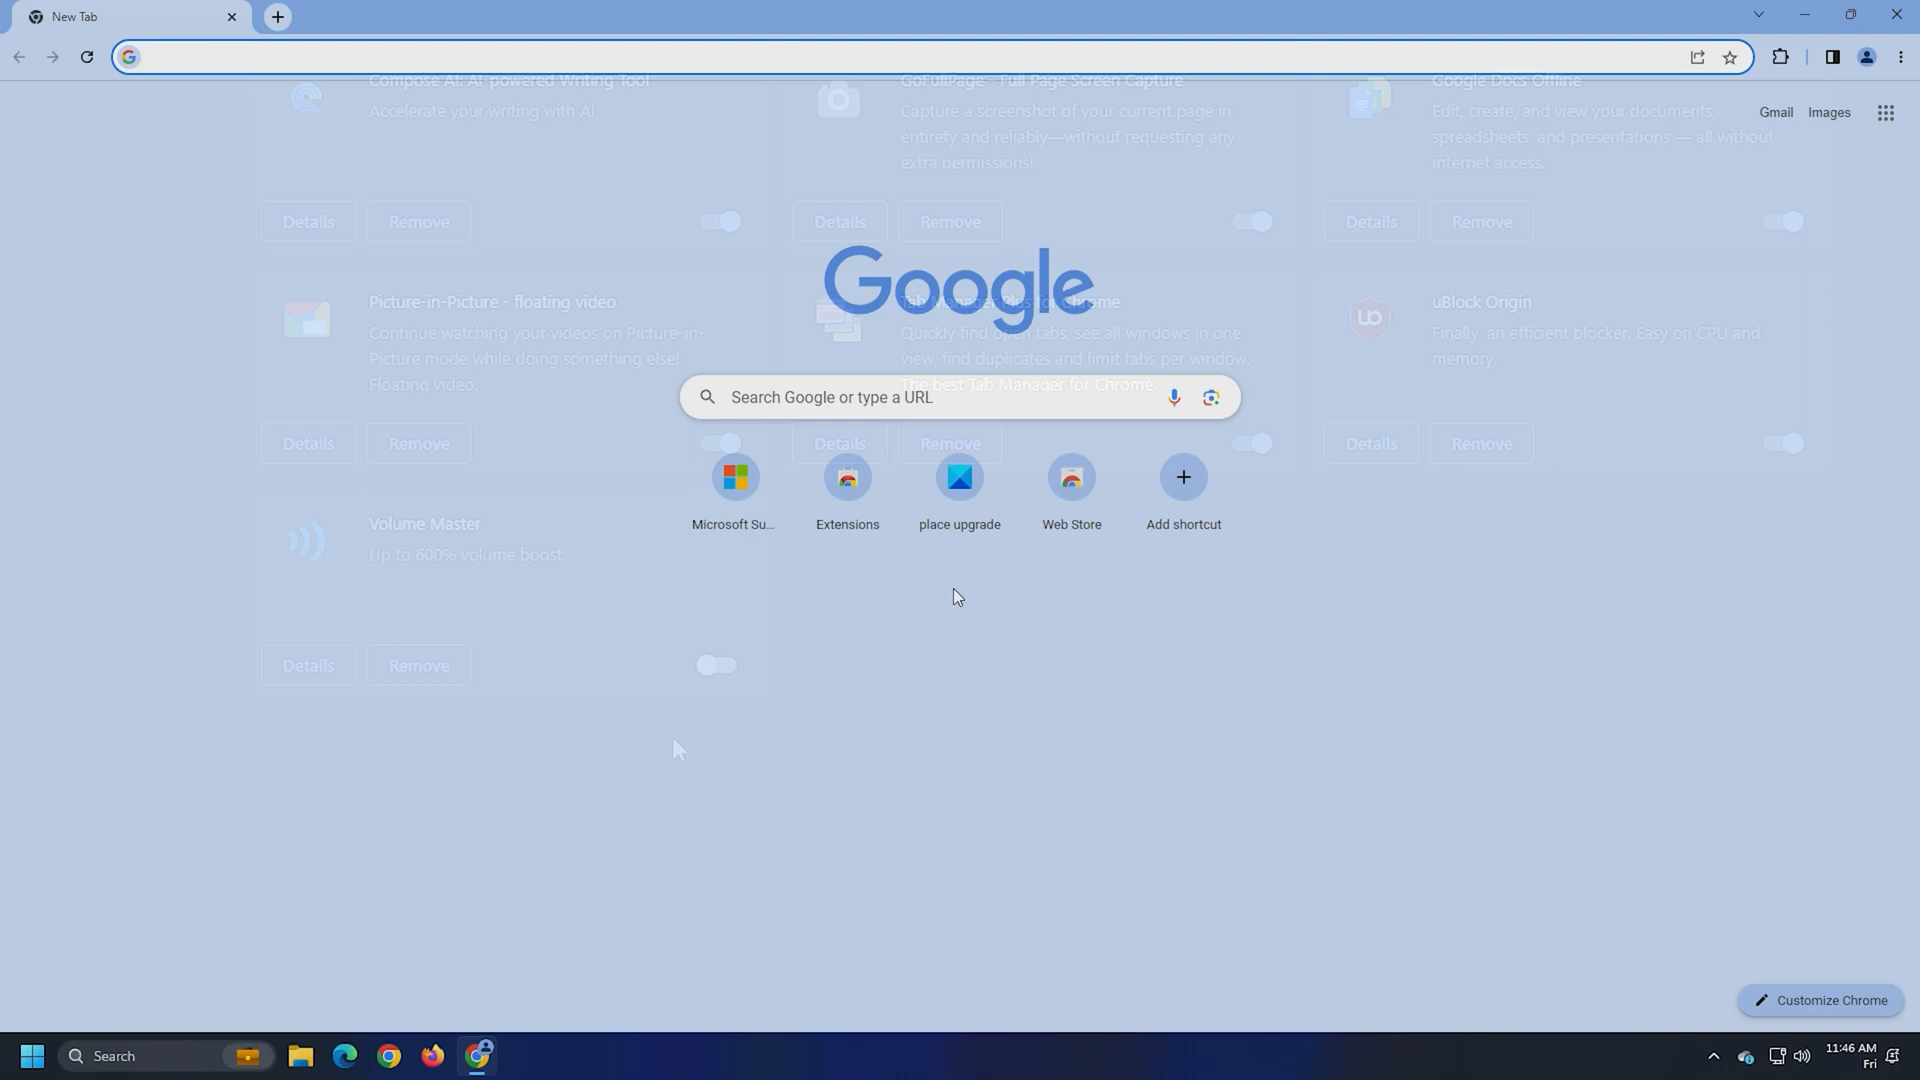 New Tab
Compose AI: AI-powered Writing Tool
Accelerate your writing with AI
GoFullPage - Full Page Screen Capture
Capture a screenshot of your current page in
entirety and reliably—without requesting any
extra permissions!
Google Docs Offline
Edit, create, and view your documents,
spreadsheets, and presentations — all without
internet access.
Gmail
Images
Details
Remove
Details
Remove
Details
Remove
Google
Picture-in-Picture - floating video
Continue watching your videos on Picture-in-
Picture mode while doing something else!
Floating video.
Tab Manager Plus for Chrome
Quickly find open tabs, see all windows in one
view, find duplicates and limit tabs per window.
The best Tab Manager for Chrome.
uBlock Origin
Finally, an efficient blocker. Easy on CPU and
memory.
Search Google or type a URL
Details
Remove
Details
Remove
Details
Remove
Microsoft Su...
Extensions
place upgrade
Web Store
Add shortcut
Volume Master
Up to 600% volume boost
Details
Remove
Customize Chrome
Search
11:46 AM
Fri